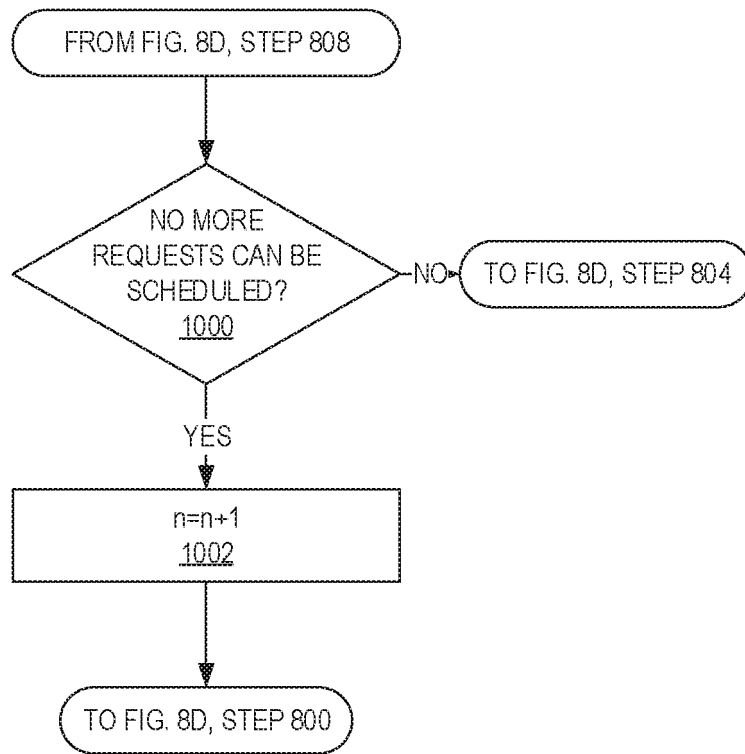 FROM FIG. 8D, STEP 808
NO MORE
REQUESTS CAN BE
SCHEDULED?
1000
NO
TO FIG. 8D, STEP 804
YES
n=n+1
1002
TO FIG. 8D, STEP 800